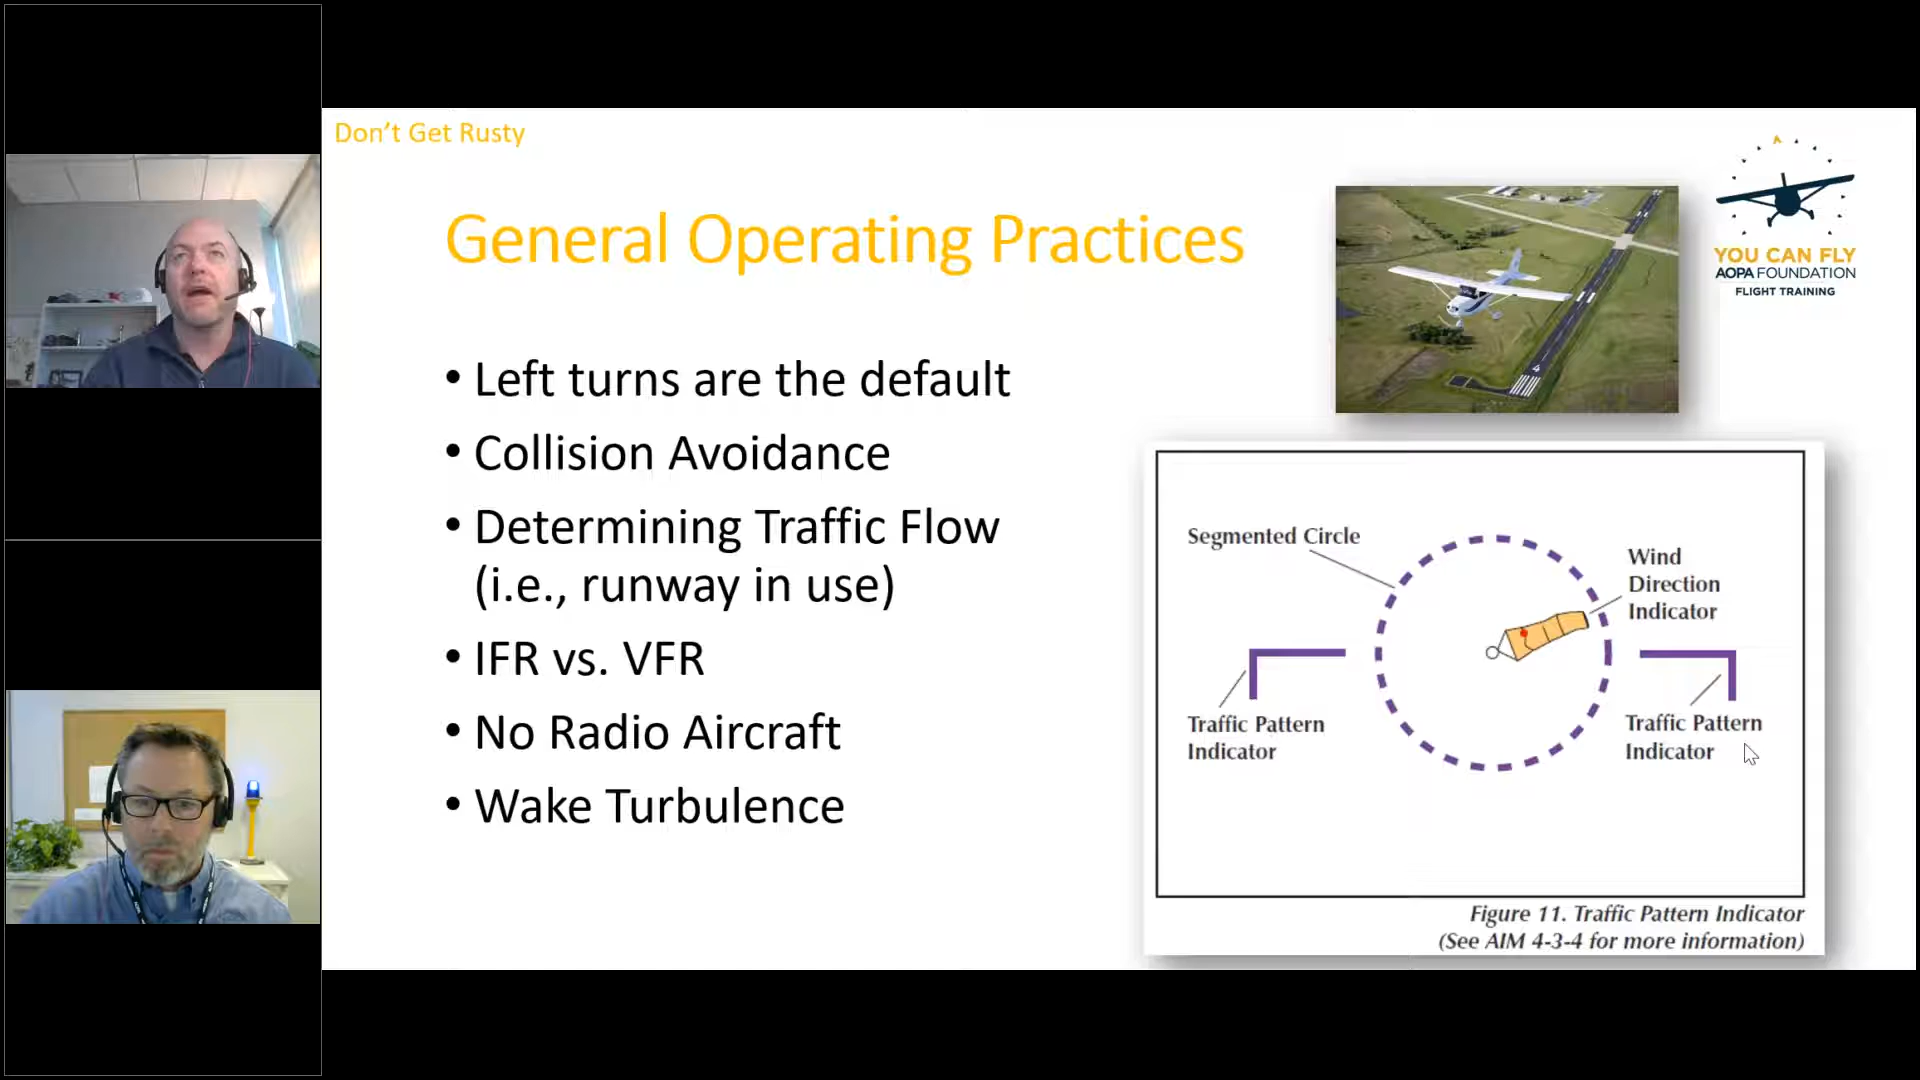 Don't Get Rusty
General Operating Practices
• Left turns are the default
• Collision Avoidance
• Determining Traffic Flow
(i.e., runway in use)
• IFR vs. VFR
• No Radio Aircraft
• Wake Turbulence
4
YOU CAN FLY
AOPA FOUNDATION
FLIGHT TRAINING
Segmented Circle
Wind
Direction
Indicator
Traffic Pattern
Indicator
Traffic Pattern
Indicator
Figure 11. Traffic Pattern Indicator
(See AIM 4-3-4 for more information)